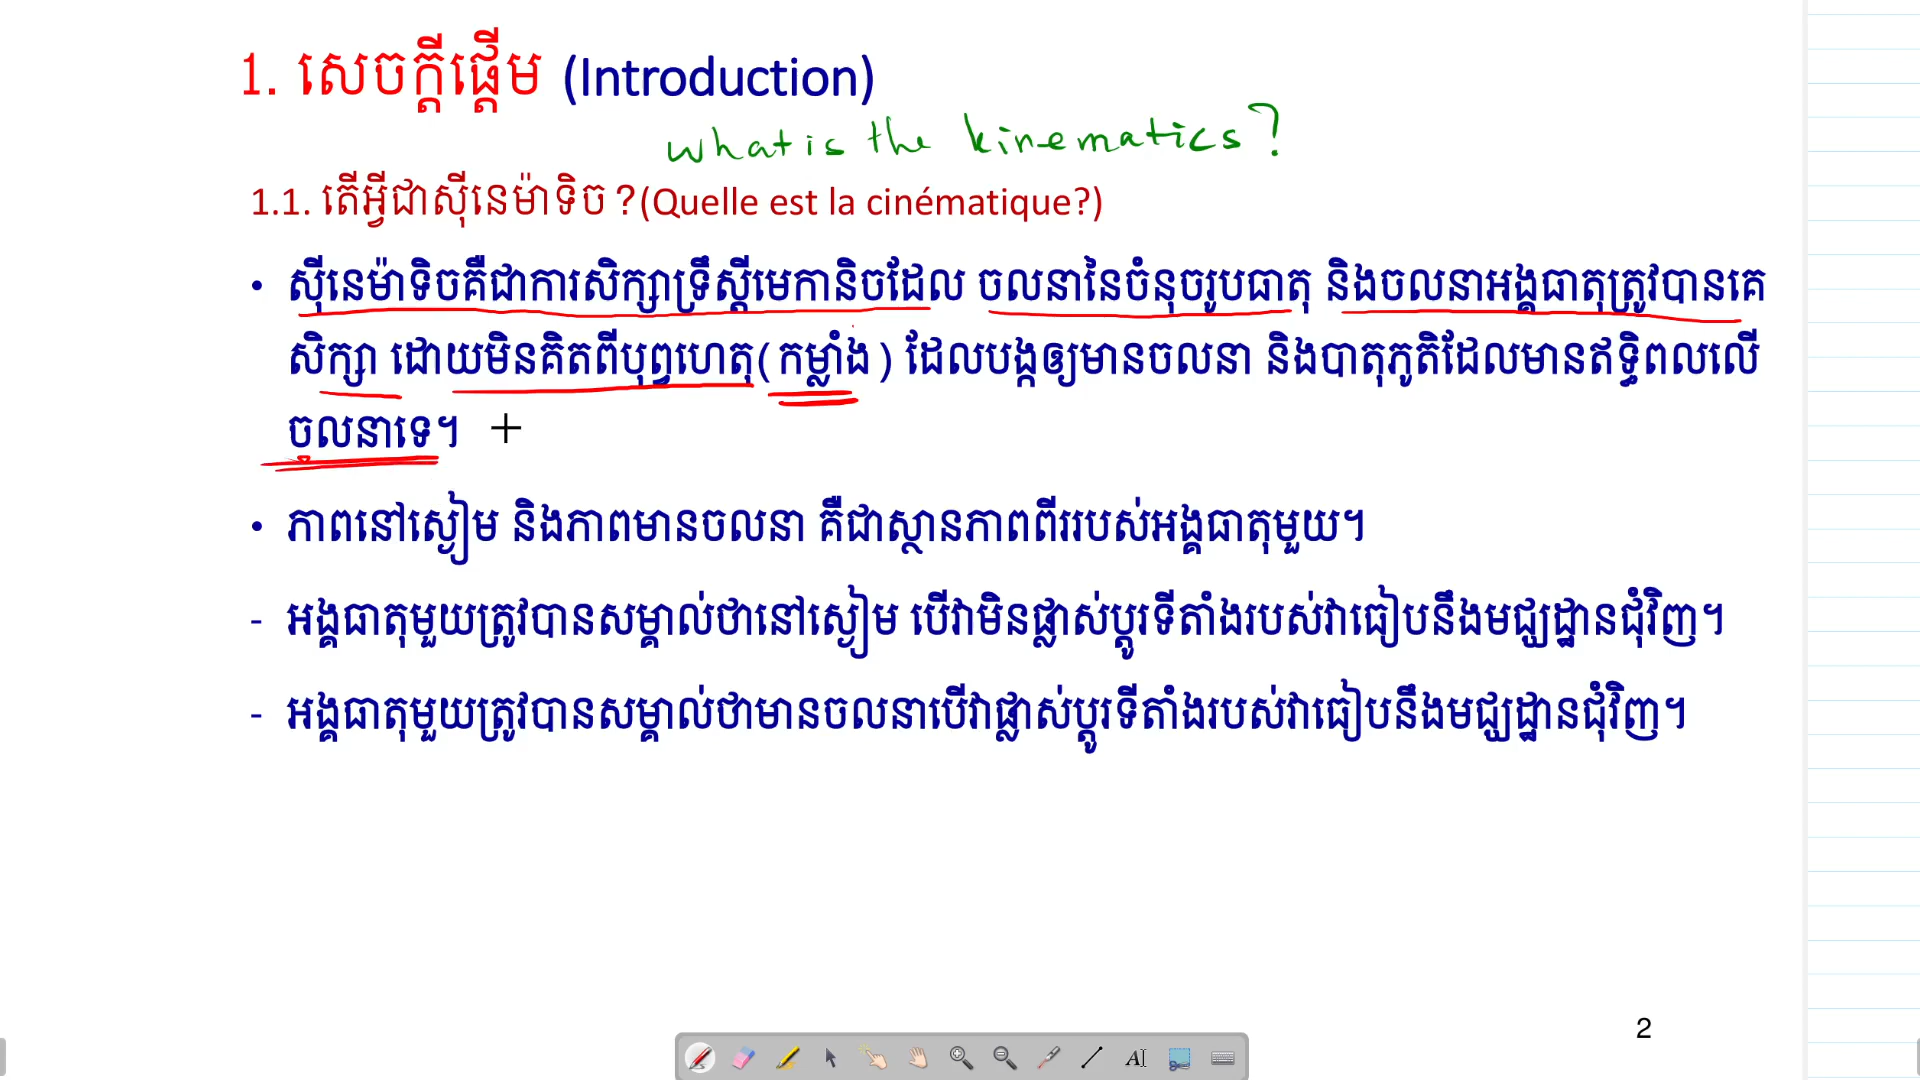 1. សេចក្ដីផ្ដើម (Introduction)
what is the kinematics?
1.1. តើអ្វីជាស៊ីនេម៉ាទិច ?(Quelle est la cinématique?)
• ស៊ីនេម៉ាទិចគឺជាការសិក្សាទ្រឹស្ដីមេកានិចដែល ចលនានៃចំនុចរូបធាតុ និងចលនាអង្គធាតុត្រូវបានគេ
សិក្សា ដោយមិនគិតពីបុព្វហេតុ(កម្លាំង) ដែលបង្កឲ្យមានចលនា និងបាតុភូតិដែលមានឥទ្ធិពលលើ
ចលនាទេ។
• ភាពនៅស្ងៀម និងភាពមានចលនា គឺជាស្ថានភាពពីររបស់អង្គធាតុមួយ។
- អង្គធាតុមួយត្រូវបានសម្គាល់ថានៅស្ងៀម បើវាមិនផ្លាស់ប្ដូរទីតាំងរបស់វាធៀបនឹងមជ្ឈដ្ឋានជុំវិញ។
- អង្គធាតុមួយត្រូវបានសម្គាល់ថាមានចលនាបើវាផ្លាស់ប្ដូរទីតាំងរបស់វាធៀបនឹងមជ្ឈដ្ឋានជុំវិញ។
2